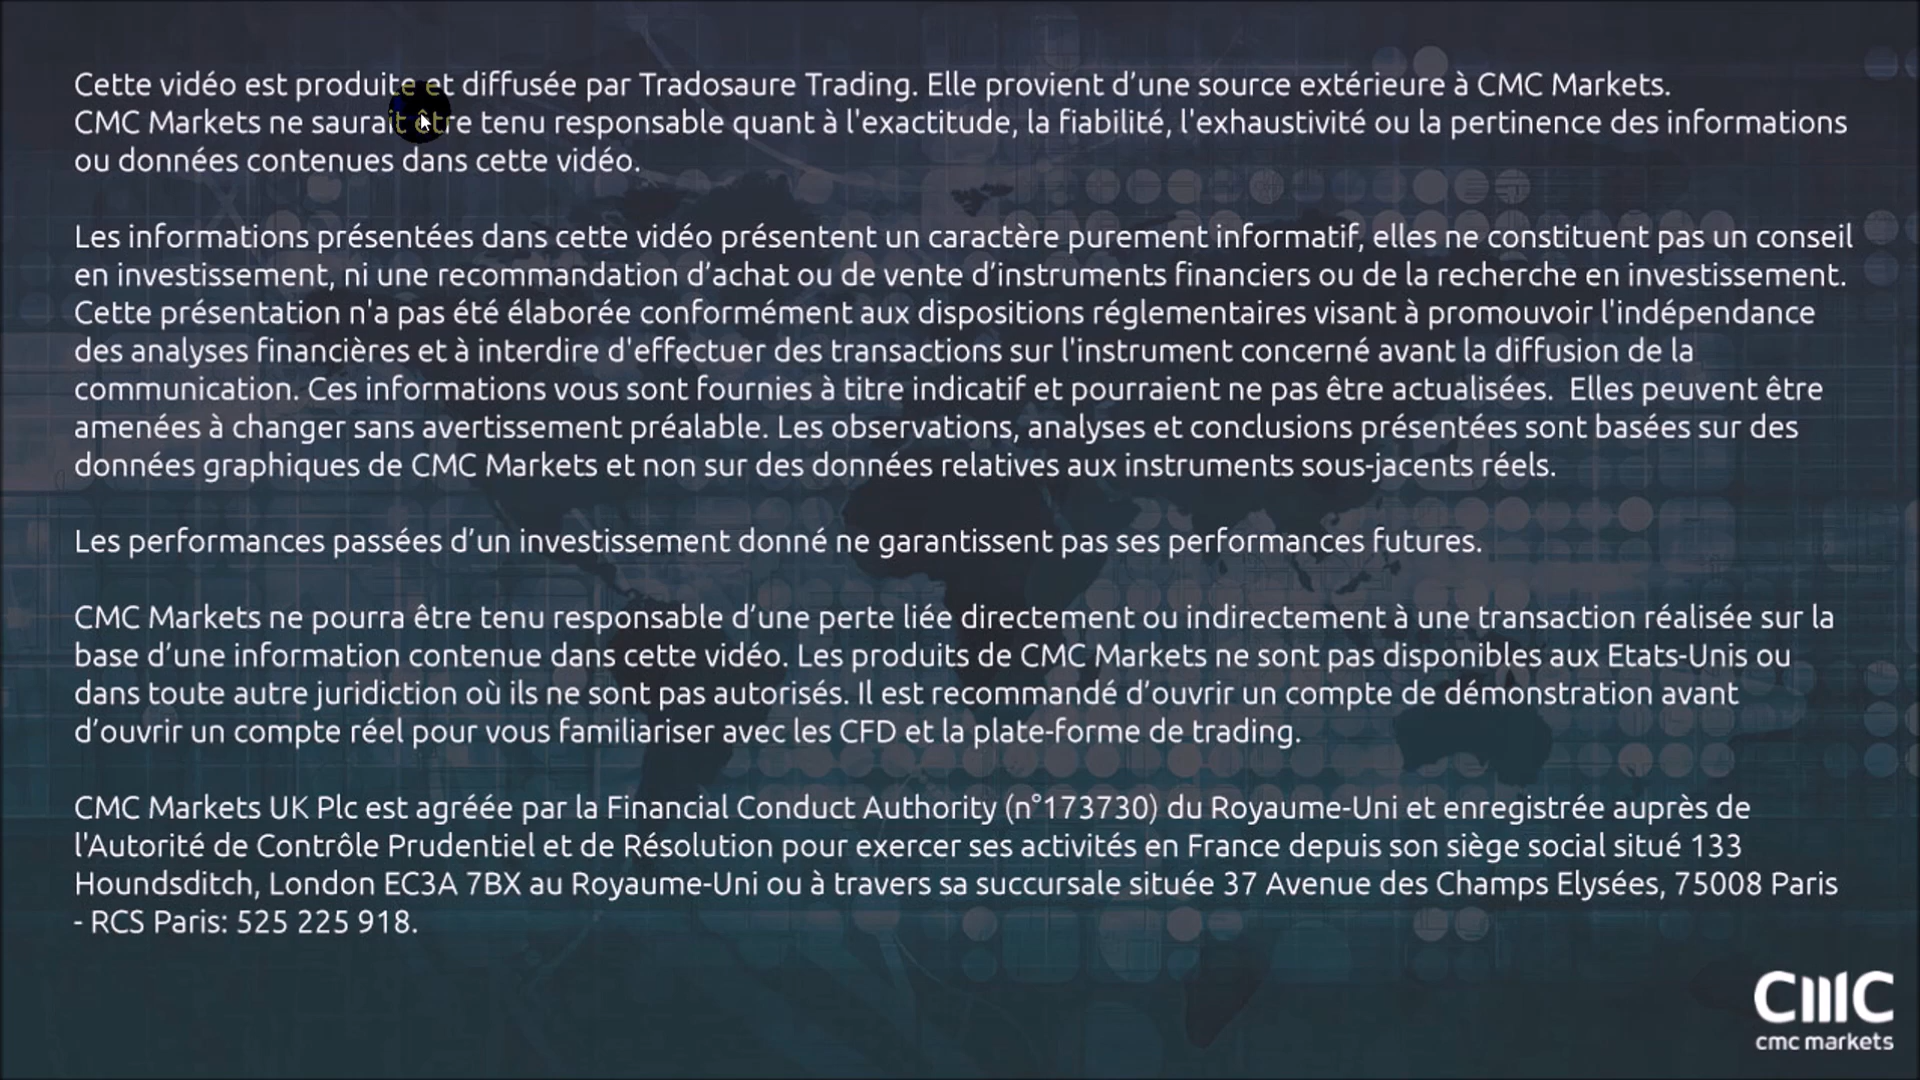 Cette vidéo est produite et diffusée par Tradosaure Trading. Elle provient d’une source extérieure à CMC Markets.
CMC Markets ne saurait être tenu responsable quant à l'exactitude, la fiabilité, l'exhaustivité ou la pertinence des informations
ou données contenues dans cette vidéo.
Les informations présentées dans cette vidéo présentent un caractère purement informatif, elles ne constituent pas un conseil
en investissement, ni une recommandation d’achat ou de vente d’instruments financiers ou de la recherche en investissement.
Cette présentation n'a pas été élaborée conformément aux dispositions réglementaires visant à promouvoir l'indépendance
des analyses financières et à interdire d'effectuer des transactions sur l'instrument concerné avant la diffusion de la
communication. Ces informations vous sont fournies à titre indicatif et pourraient ne pas être actualisées.  Elles peuvent être
amenées à changer sans avertissement préalable. Les observations, analyses et conclusions présentées sont basées sur des
données graphiques de CMC Markets et non sur des données relatives aux instruments sous-jacents réels.
Les performances passées d’un investissement donné ne garantissent pas ses performances futures.
CMC Markets ne pourra être tenu responsable d’une perte liée directement ou indirectement à une transaction réalisée sur la
base d’une information contenue dans cette vidéo. Les produits de CMC Markets ne sont pas disponibles aux Etats-Unis ou
dans toute autre juridiction où ils ne sont pas autorisés. Il est recommandé d’ouvrir un compte de démonstration avant
d’ouvrir un compte réel pour vous familiariser avec les CFD et la plate-forme de trading.
CMC Markets UK Plc est agréée par la Financial Conduct Authority (n°173730) du Royaume-Uni et enregistrée auprès de
l'Autorité de Contrôle Prudentiel et de Résolution pour exercer ses activités en France depuis son siège social situé 133
Houndsditch, London EC3A 7BX au Royaume-Uni ou à travers sa succursale située 37 Avenue des Champs Elysées, 75008 Paris
- RCS Paris: 525 225 918.
CMC
cmc markets